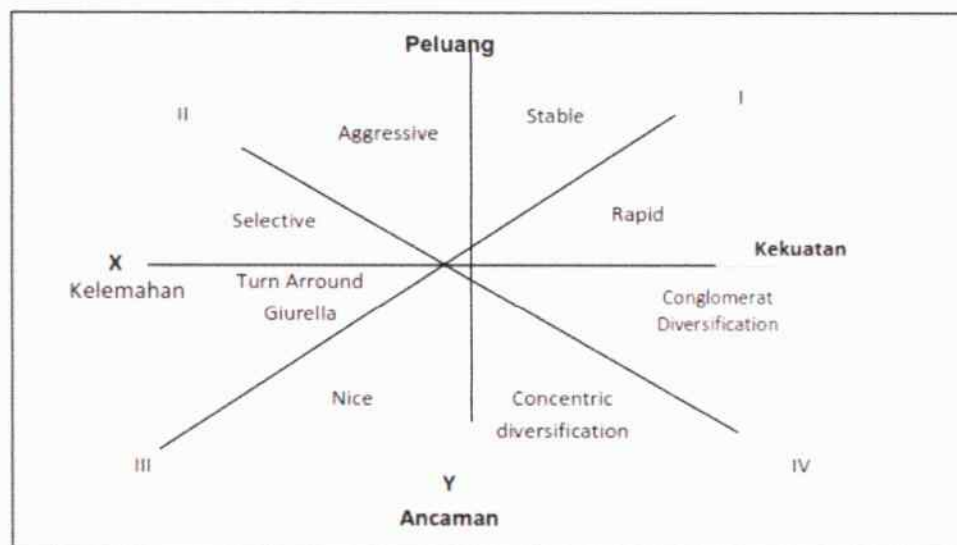 Peluang
I
II
Stable
Aggressive
Rapid
Selective
Kekuatan
X
Kelemahan
Turn Arround
Giurella
Conglomerat
Diversification
Nice
Concentric
diversification
III
IV
Y
Ancaman